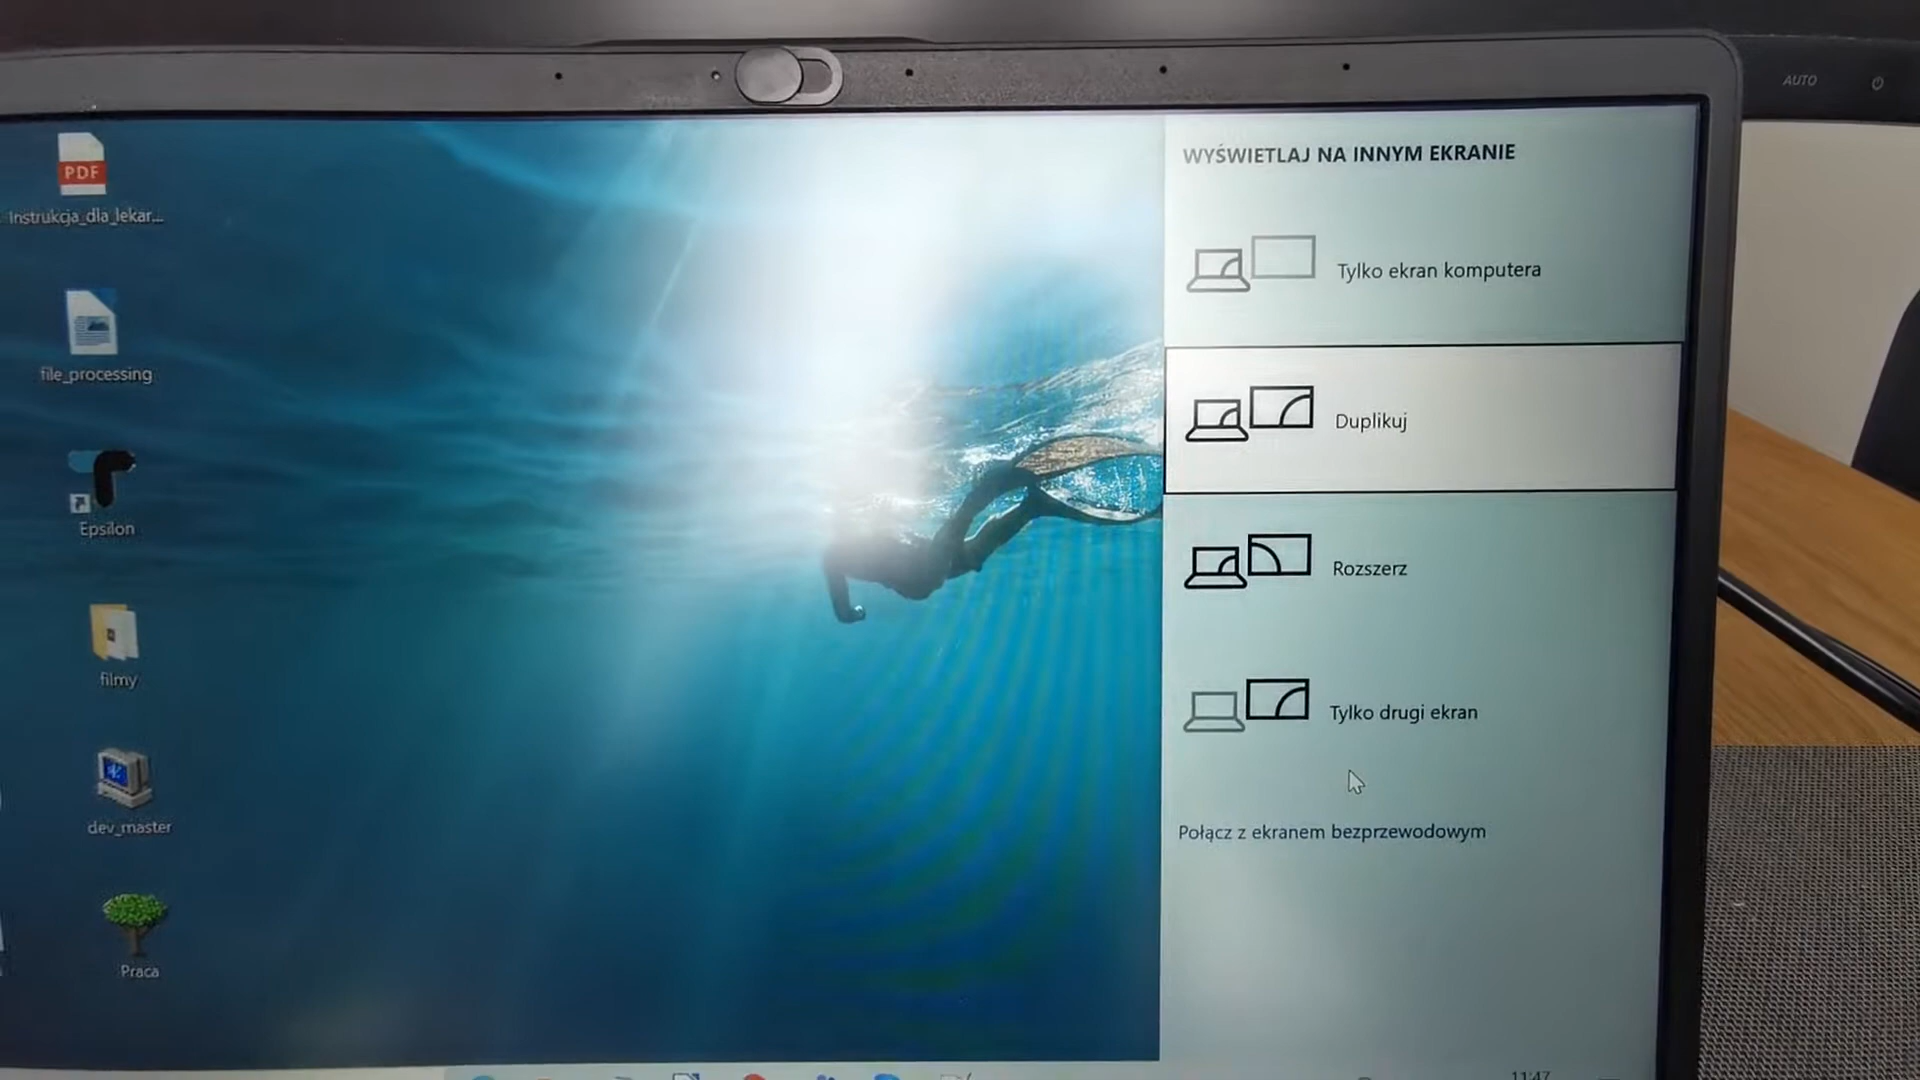 AUTO
PDF
Instrukcja_dla_lekar...
file_processing
Epsilon
filmy
dev_master
Praca
WYŚWIETLAJ NA INNYM EKRANIE
Tylko ekran komputera
Duplikuj
Rozszerz
Tylko drugi ekran
Połącz z ekranem bezprzewodowym
11:47